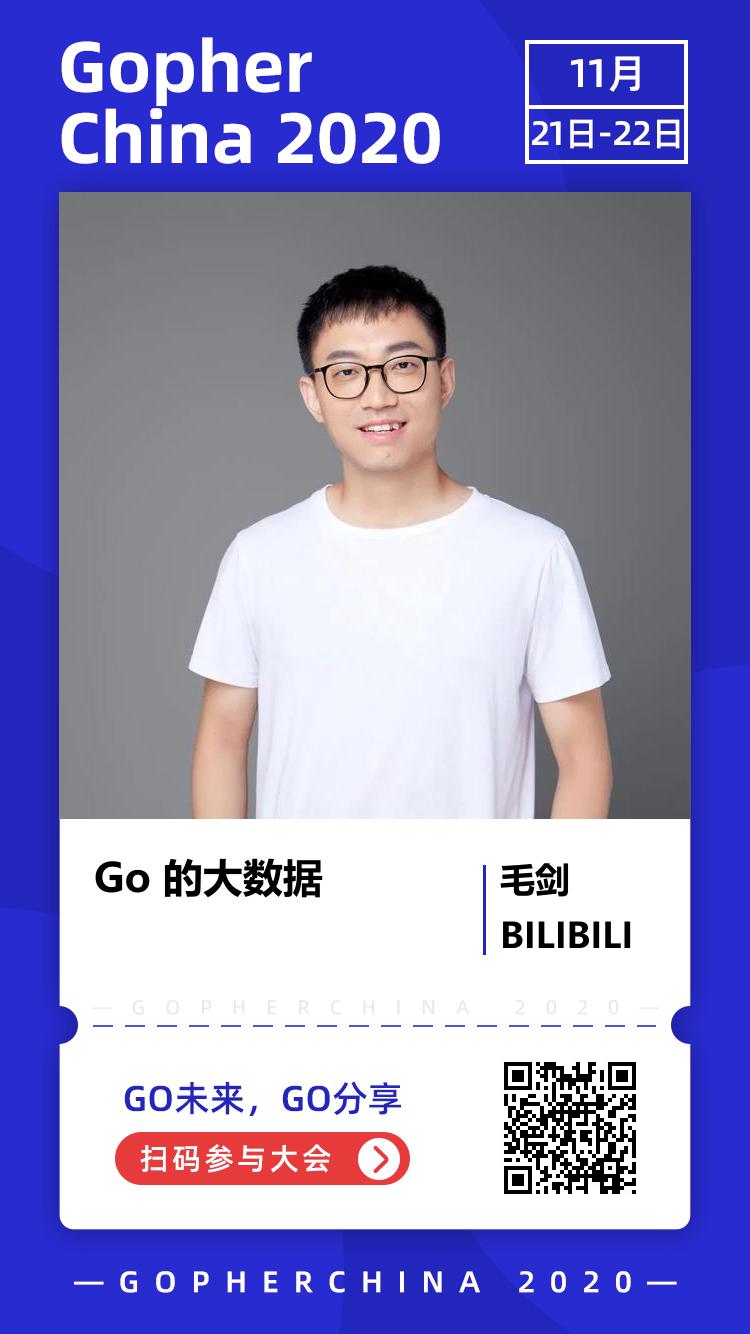 Gopher
China 2020
11月
21日-22日
Go 的大数据
毛剑
BILIBILI
— GOPHERCHINA 2020 —
GO未来，GO分享
扫码参与大会
— GOPHERCHINA 2020 —